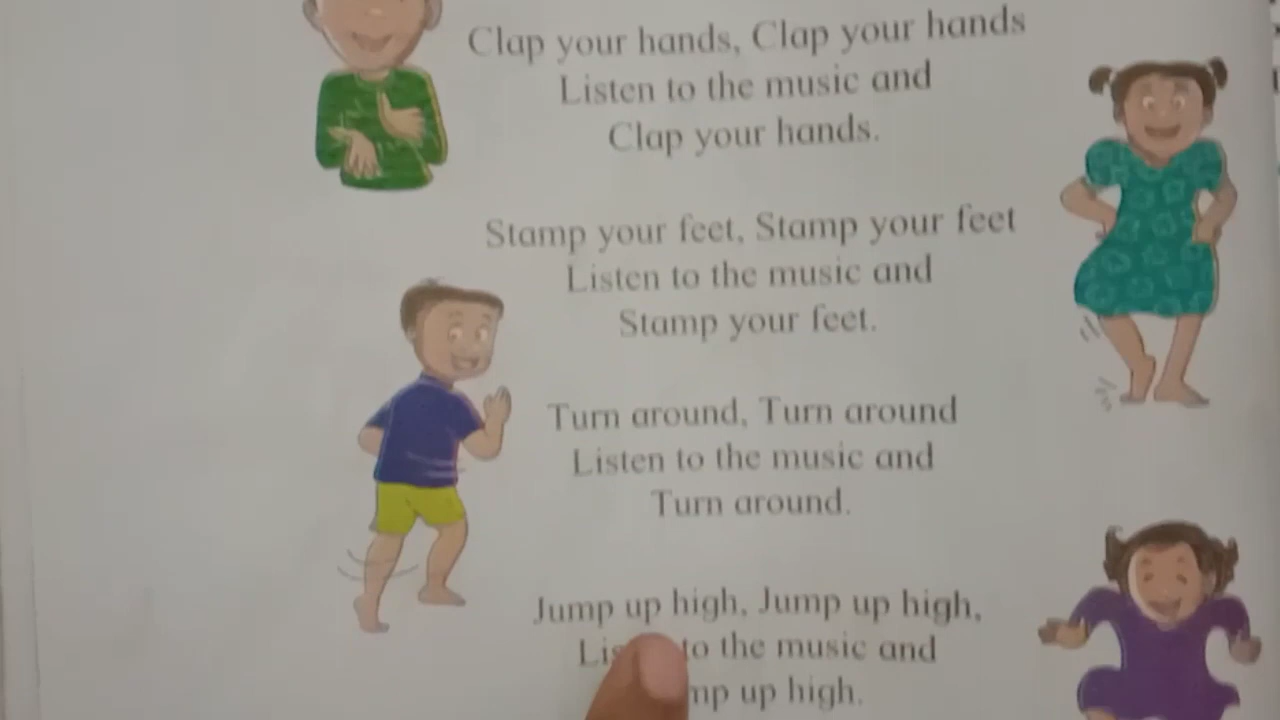 Clap your hands, Clap your hands
Listen to the music and
Clap your hands.
Stamp your feet, Stamp your feet
Listen to the music and
Stamp your feet.
Turn around, Turn around
Listen to the music and
Turn around.
Jump up high, Jump up high,
to the music and
up high.